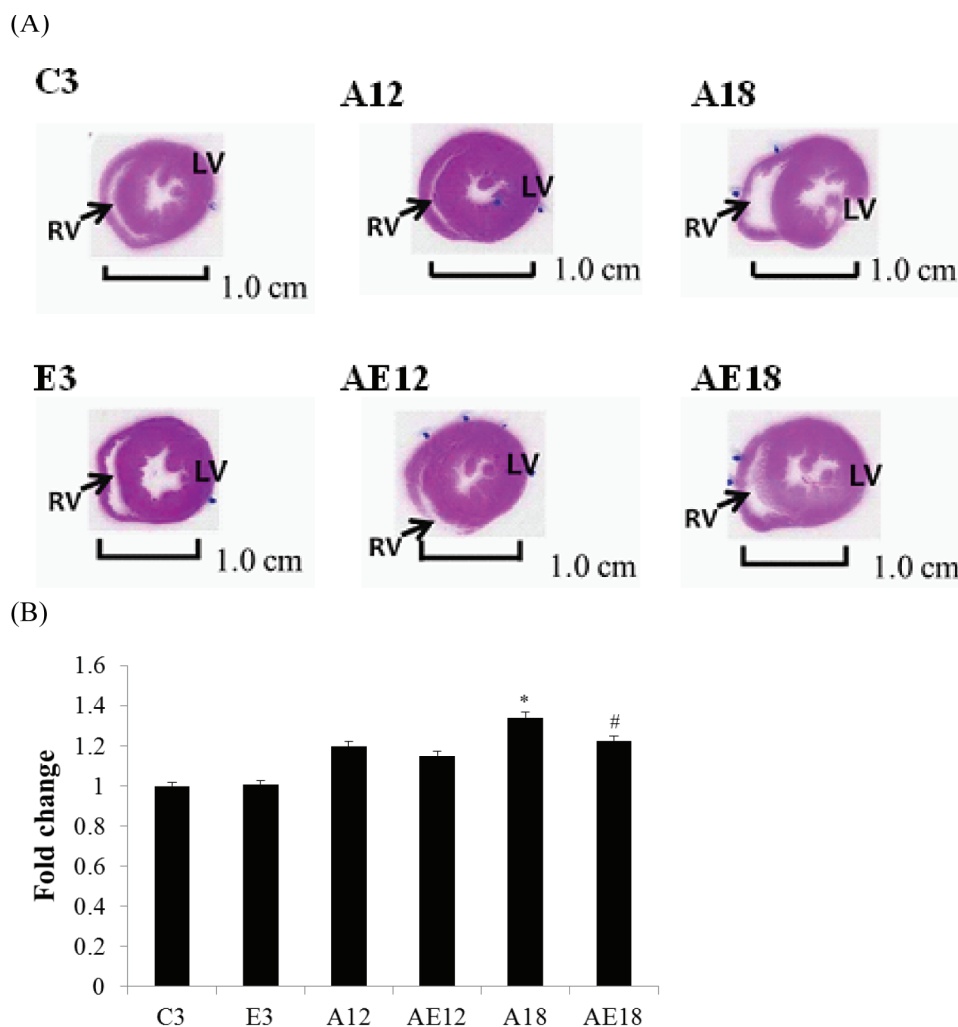 (A)
C3
A12
A18
LV
RV
1.0 cm
LV
RV
1.0 cm
LV
RV
1.0 cm
E3
AE12
AE18
LV
RV
1.0 cm
LV
RV
1.0 cm
LV
RV
1.0 cm
(B)
Fold change
1.6
1.4
1.2
1
0.8
0.6
0.4
0.2
0
*
#
C3 E3 A12 AE12 A18 AE18